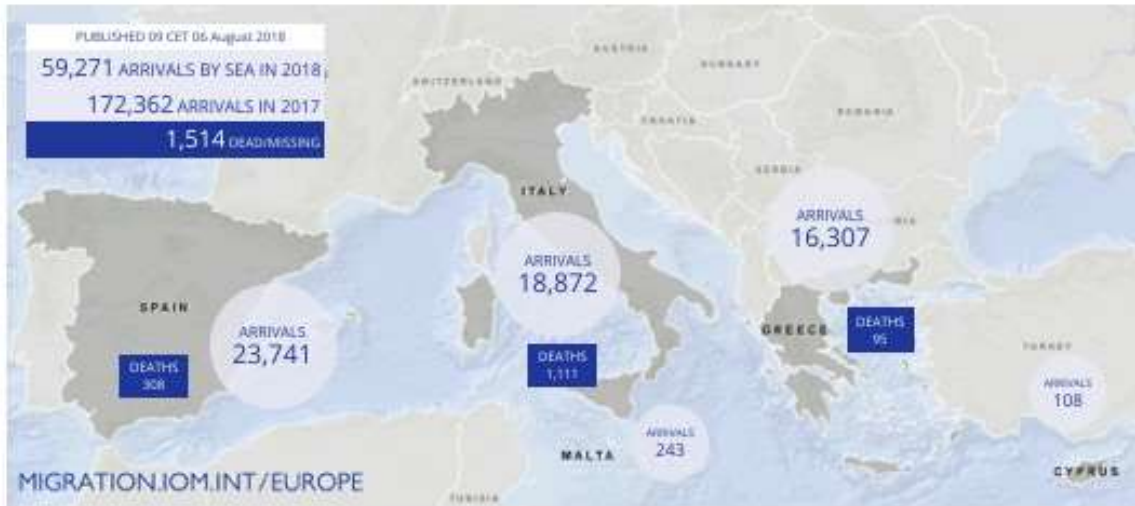 PUBLISHED 09 CET 06 August 2018
59,271 ARRIVALS BY SEA IN 2018
172,362 ARRIVALS IN 2017
1,514 DEAD/MISSING
AUSTRIA
SWITZERLAND
HUNGARY
CROATIA
ROMANIA
SERBIA
ITALY
ARRIVALS
16,307
RIA
ARRIVALS
18,872
SPAIN
ARRIVALS
23,741
DEATHS
308
DEATHS
1,111
GREECE
DEATHS
95
TURKEY
ARRIVALS
108
ARRIVALS
243
MALTA
CYPRUS
MIGRATION.IOM.INT/EUROPE
TUNISIA